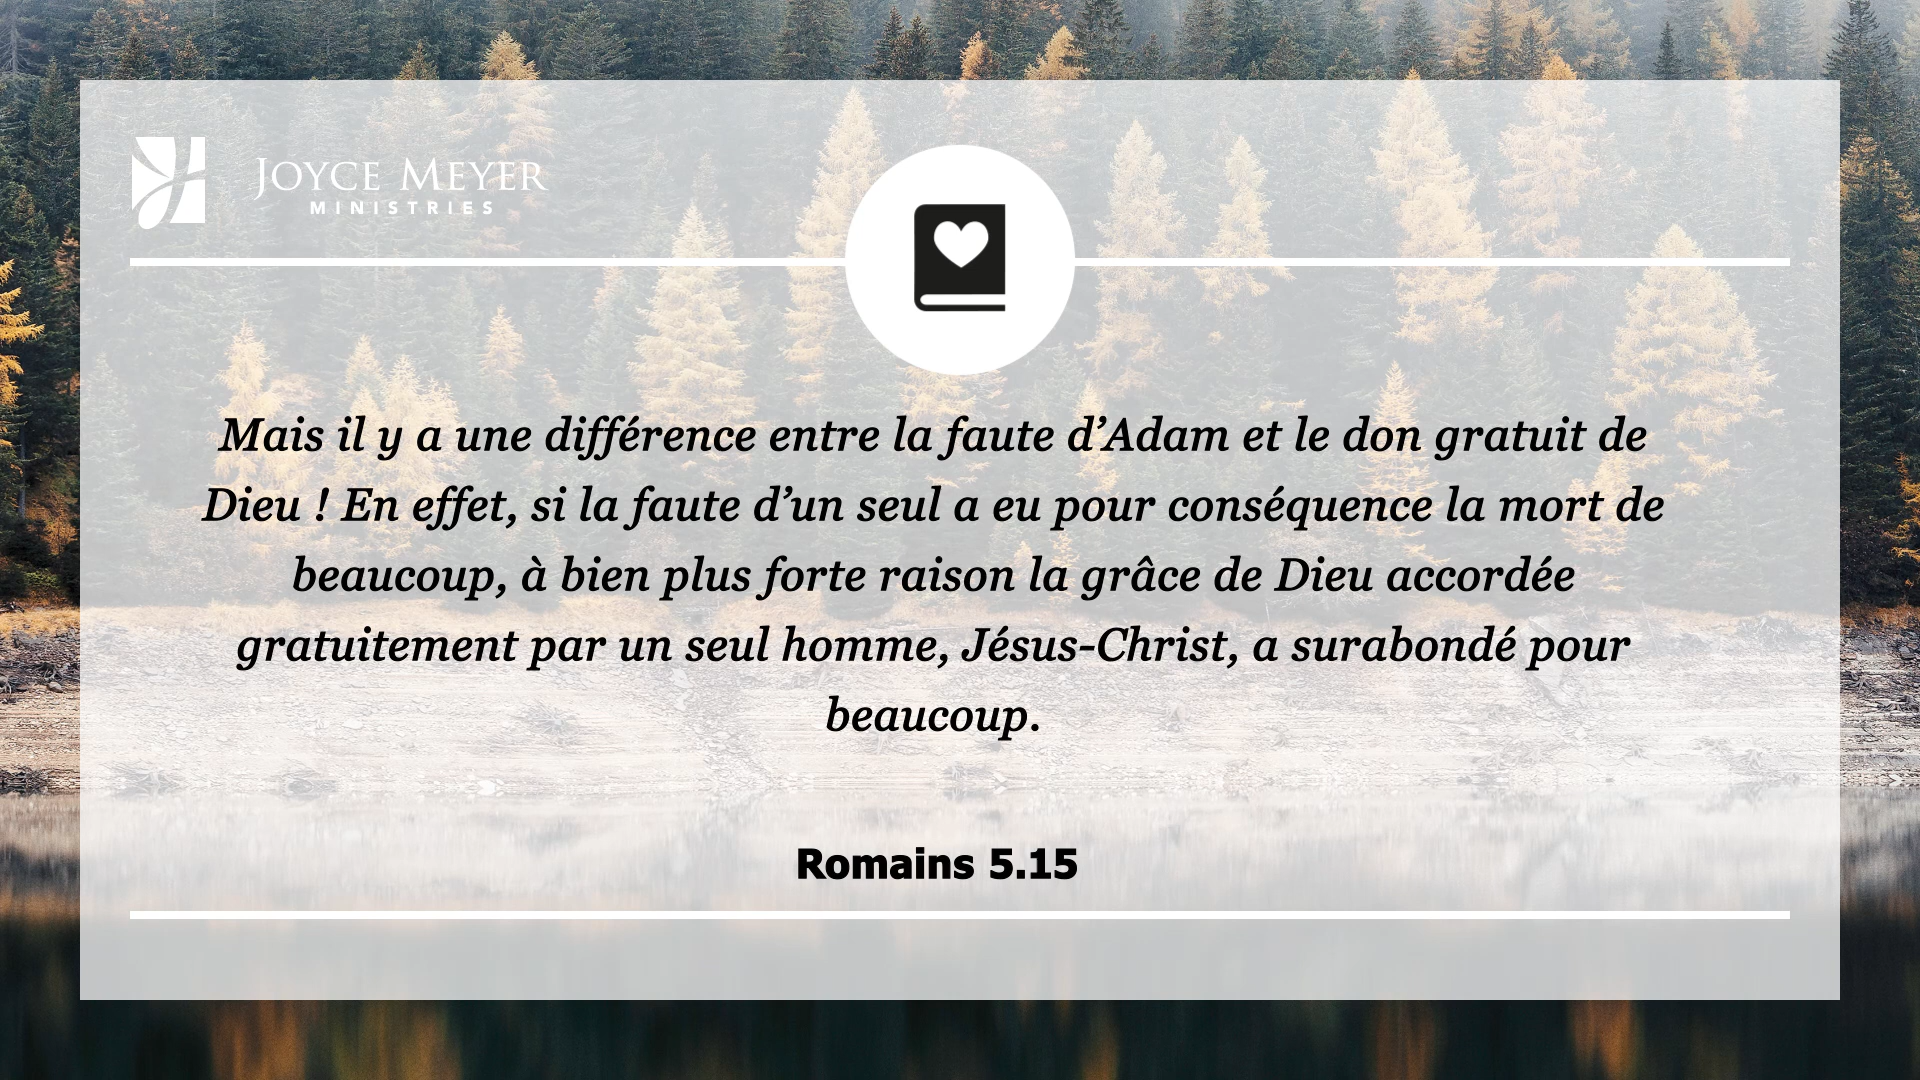 JOYCE MEYER
MINISTRIES
Mais il y a une différence entre la faute d’Adam et le don gratuit de
Dieu ! En effet, si la faute d’un seul a eu pour conséquence la mort de
beaucoup, à bien plus forte raison la grâce de Dieu accordée
gratuitement par un seul homme, Jésus-Christ, a surabondé pour
beaucoup.
Romains 5.15